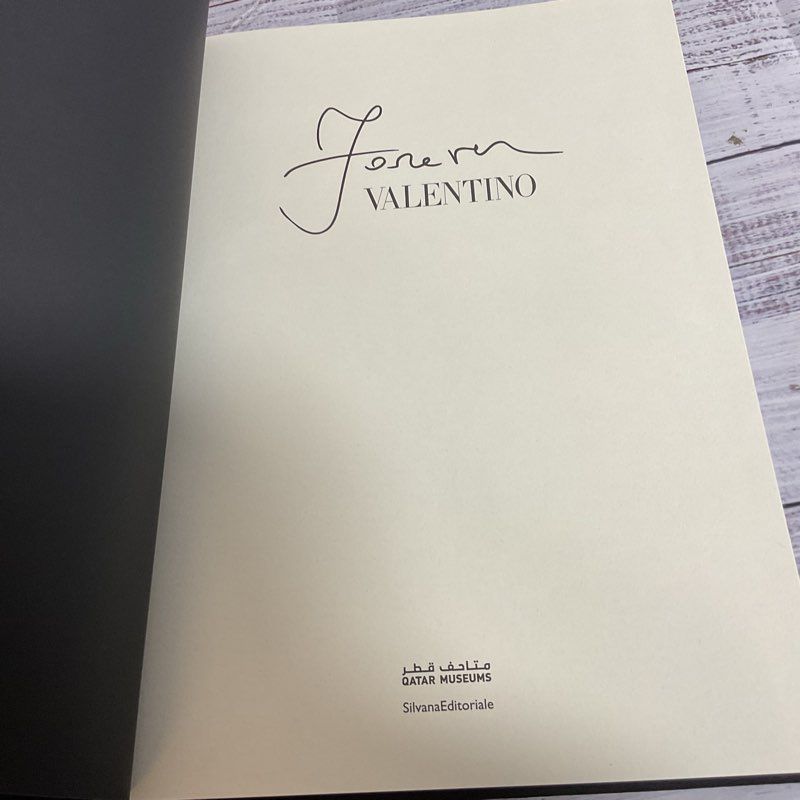 Forever
VALENTINO
متاحف قطر
QATAR MUSEUMS
SilvanaEditoriale